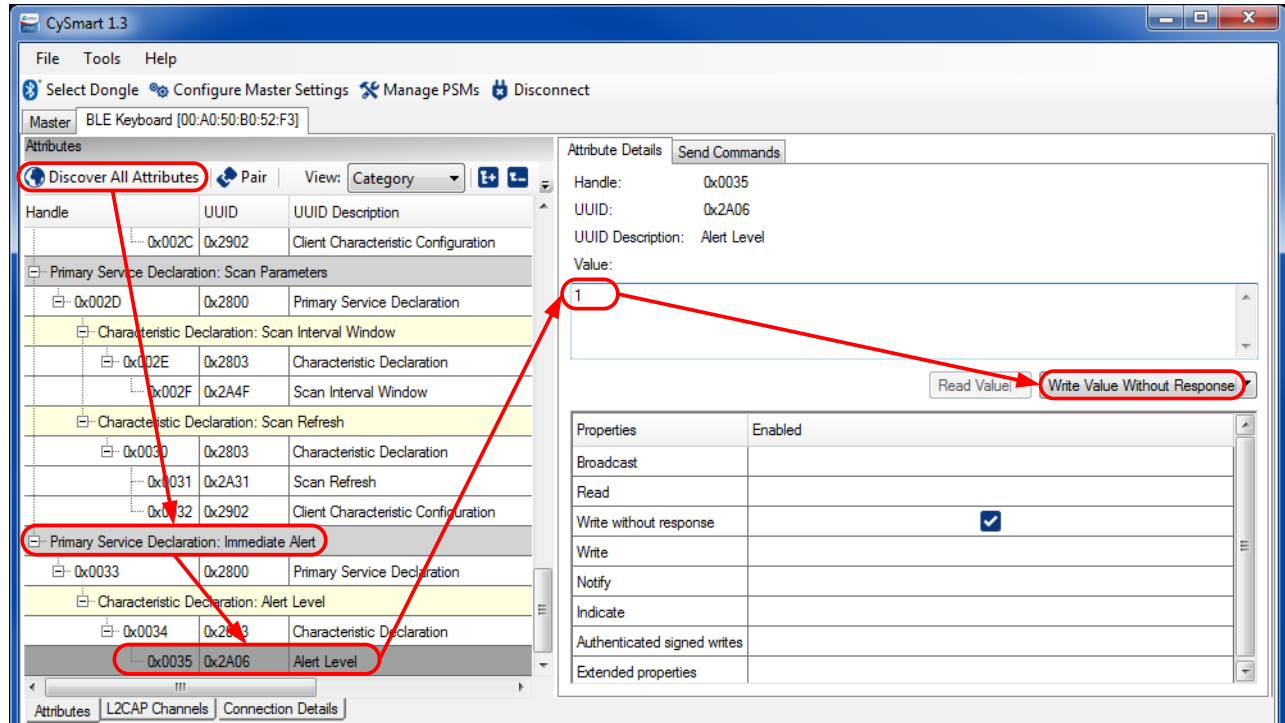 CySmart 1.3
File Tools Help
Select Dongle Configure Master Settings Manage PSMs Disconnect
Master BLE Keyboard [00:A0:50:B0:52:F3]
Attributes
Discover All Attributes Pair View: Category
Handle UUID UUID Description
0x002C 0x2902 Client Characteristic Configuration
Primary Service Declaration: Scan Parameters
0x002D 0x2800 Primary Service Declaration
Characteristic Declaration: Scan Interval Window
0x002E 0x2803 Characteristic Declaration
0x002F 0x2A4F Scan Interval Window
Characteristic Declaration: Scan Refresh
0x0030 0x2803 Characteristic Declaration
0x0031 0x2A31 Scan Refresh
0x0032 0x2902 Client Characteristic Configuration
Primary Service Declaration: Immediate Alert
0x0033 0x2800 Primary Service Declaration
Characteristic Declaration: Alert Level
0x0034 0x2803 Characteristic Declaration
0x0035 0x2A06 Alert Level
Attributes L2CAP Channels Connection Details
Attribute Details Send Commands
Handle: 0x0035
UUID: 0x2A06
UUID Description: Alert Level
Value:
1
Read Value Write Value Without Response
Properties Enabled
Broadcast
Read
Write without response
Write
Notify
Indicate
Authenticated signed writes
Extended properties